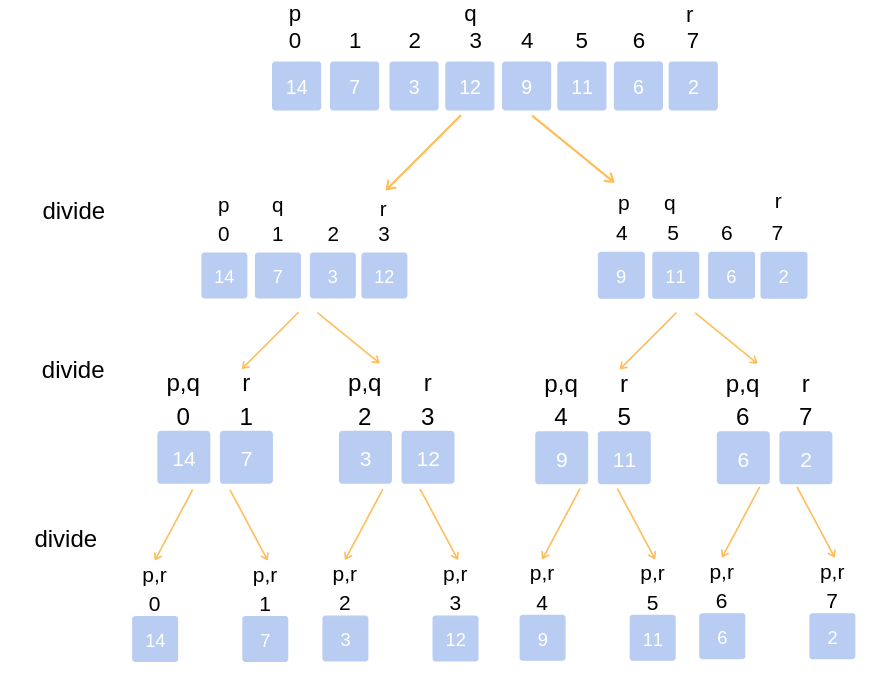 p q r
0 1 2 3 4 5 6 7
14 7 3 12 9 11 6 2
divide
p q r
0 1 2 3
14 7 3 12
p q r
4 5 6 7
9 11 6 2
divide
p,q r
0 1
14 7
p,q r
2 3
3 12
p,q r
4 5
9 11
p,q r
6 7
6 2
divide
p,r
0
14
p,r
1
7
p,r
2
3
p,r
3
12
p,r
4
9
p,r
5
11
p,r
6
6
p,r
7
2